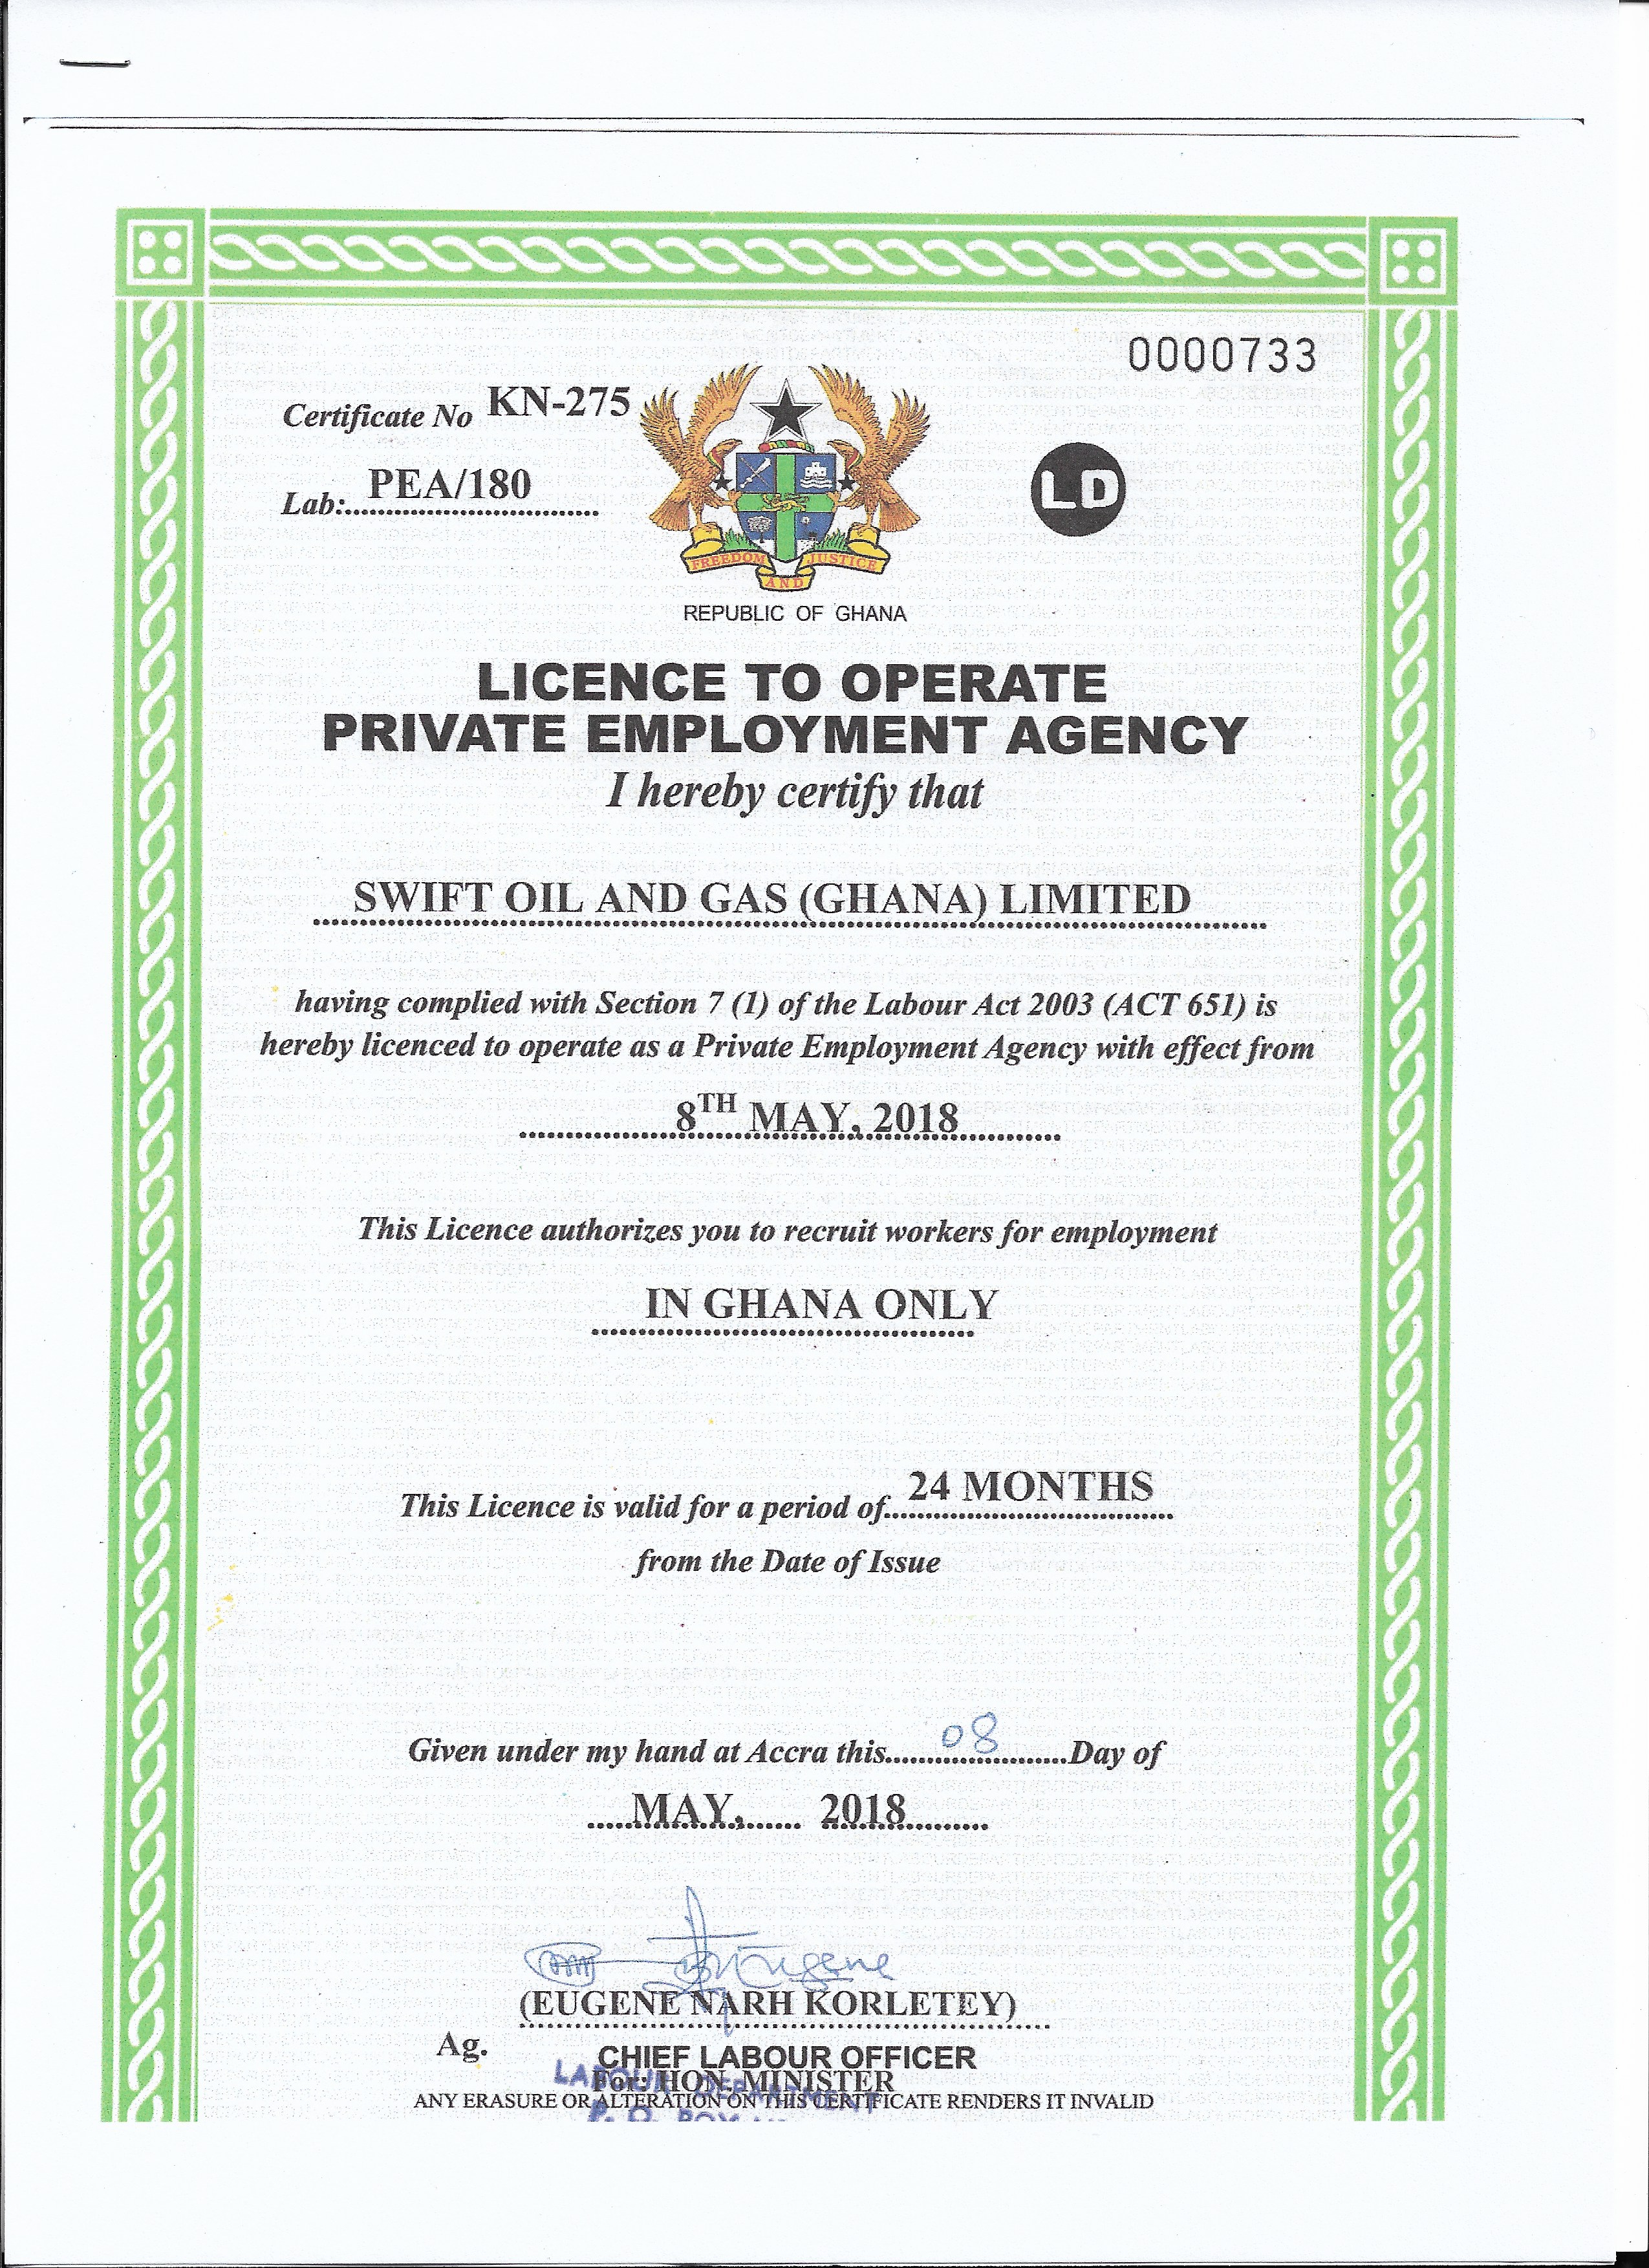 0000733
Certificate No KN-275
Lab:.... PEA/180
LD
FREEDOM AND JUSTICE
REPUBLIC OF GHANA
LICENCE TO OPERATE
PRIVATE EMPLOYMENT AGENCY
I hereby certify that
SWIFT OIL AND GAS (GHANA) LIMITED
having complied with Section 7 (1) of the Labour Act 2003 (ACT 651) is
hereby licenced to operate as a Private Employment Agency with effect from
8TH MAY, 2018
This Licence authorizes you to recruit workers for employment
IN GHANA ONLY
This Licence is valid for a period of 24 MONTHS
from the Date of Issue
Given under my hand at Accra this 08 Day of
MAY, 2018
Eugene
(EUGENE NARH KORLETEY)
Ag. CHIEF LABOUR OFFICER
For: HON. MINISTER
LABOUR DEPARTMENT
ANY ERASURE OR ALTERATION ON THIS CERTIFICATE RENDERS IT INVALID
P. O. BOX